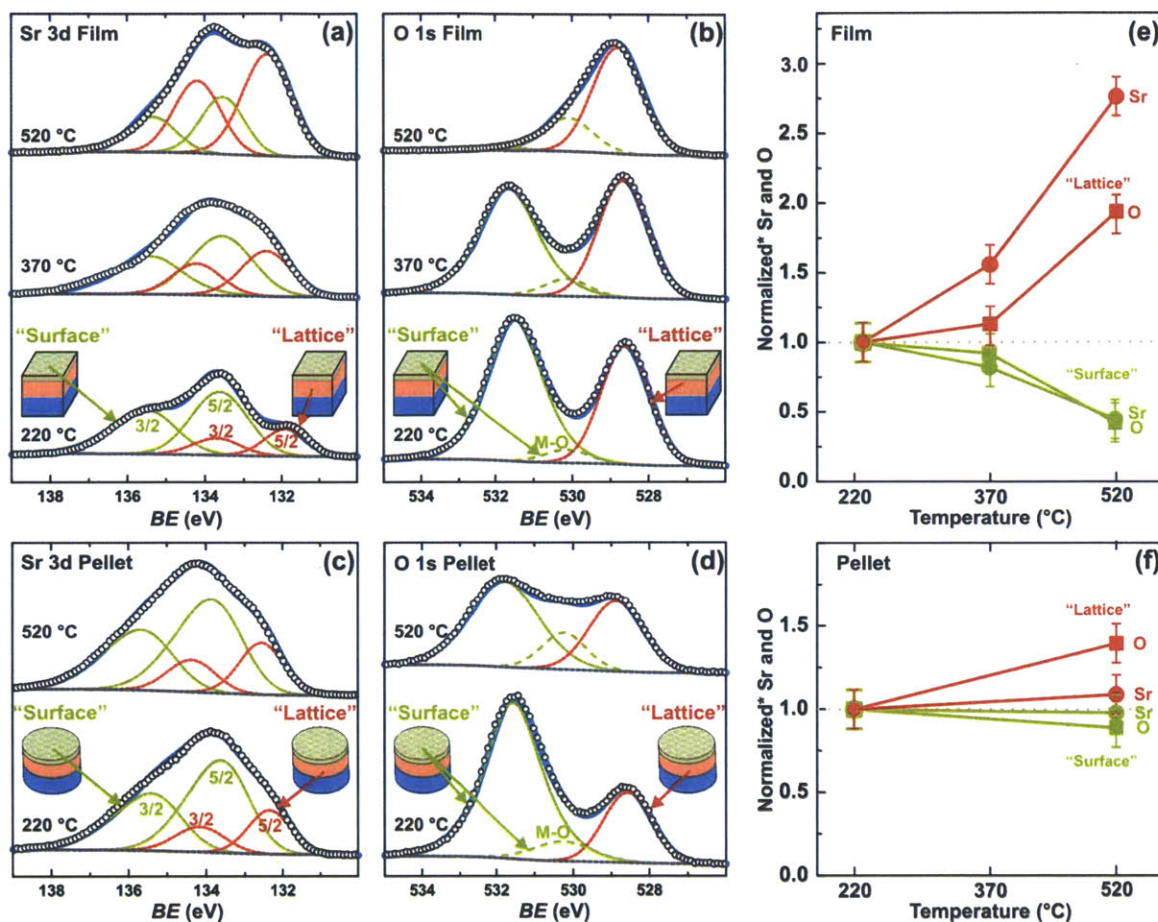 Sr 3d Film (a)
520 °C
370 °C
"Surface" "Lattice"
5/2
3/2
3/2
5/2
220 °C
138 136 134 132
BE (eV)
O 1s Film (b)
520 °C
370 °C
"Surface" "Lattice"
M-O
220 °C
534 532 530 528
BE (eV)
Film (e)
3.0
2.5
2.0
1.5
1.0
0.5
0.0
Normalized* Sr and O
Sr
"Lattice"
O
"Surface"
Sr
O
220 370 520
Temperature (°C)
Sr 3d Pellet (c)
520 °C
"Surface" "Lattice"
5/2
3/2
3/2
5/2
220 °C
138 136 134 132
BE (eV)
O 1s Pellet (d)
520 °C
"Surface" "Lattice"
M-O
220 °C
534 532 530 528
BE (eV)
Pellet (f)
1.5
1.0
0.5
0.0
Normalized* Sr and O
"Lattice"
O
Sr
Sr
O
"Surface"
220 370 520
Temperature (°C)